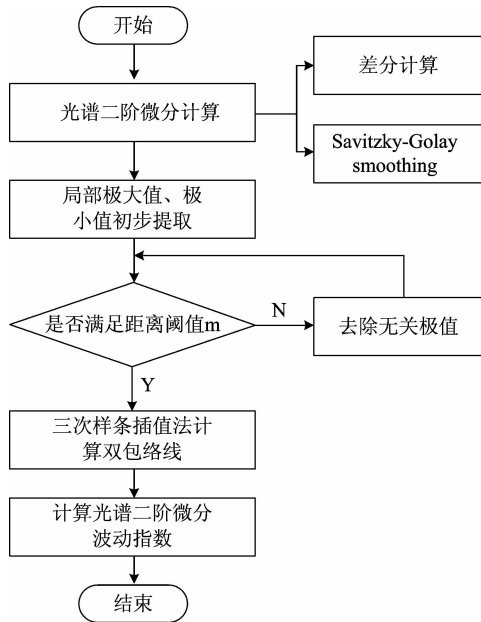 开始
光谱二阶微分计算
差分计算
Savitzky-Golay
smoothing
局部极大值、极
小值初步提取
是否满足距离阈值m
N
去除无关极值
Y
三次样条插值法计
算双包络线
计算光谱二阶微分
波动指数
结束